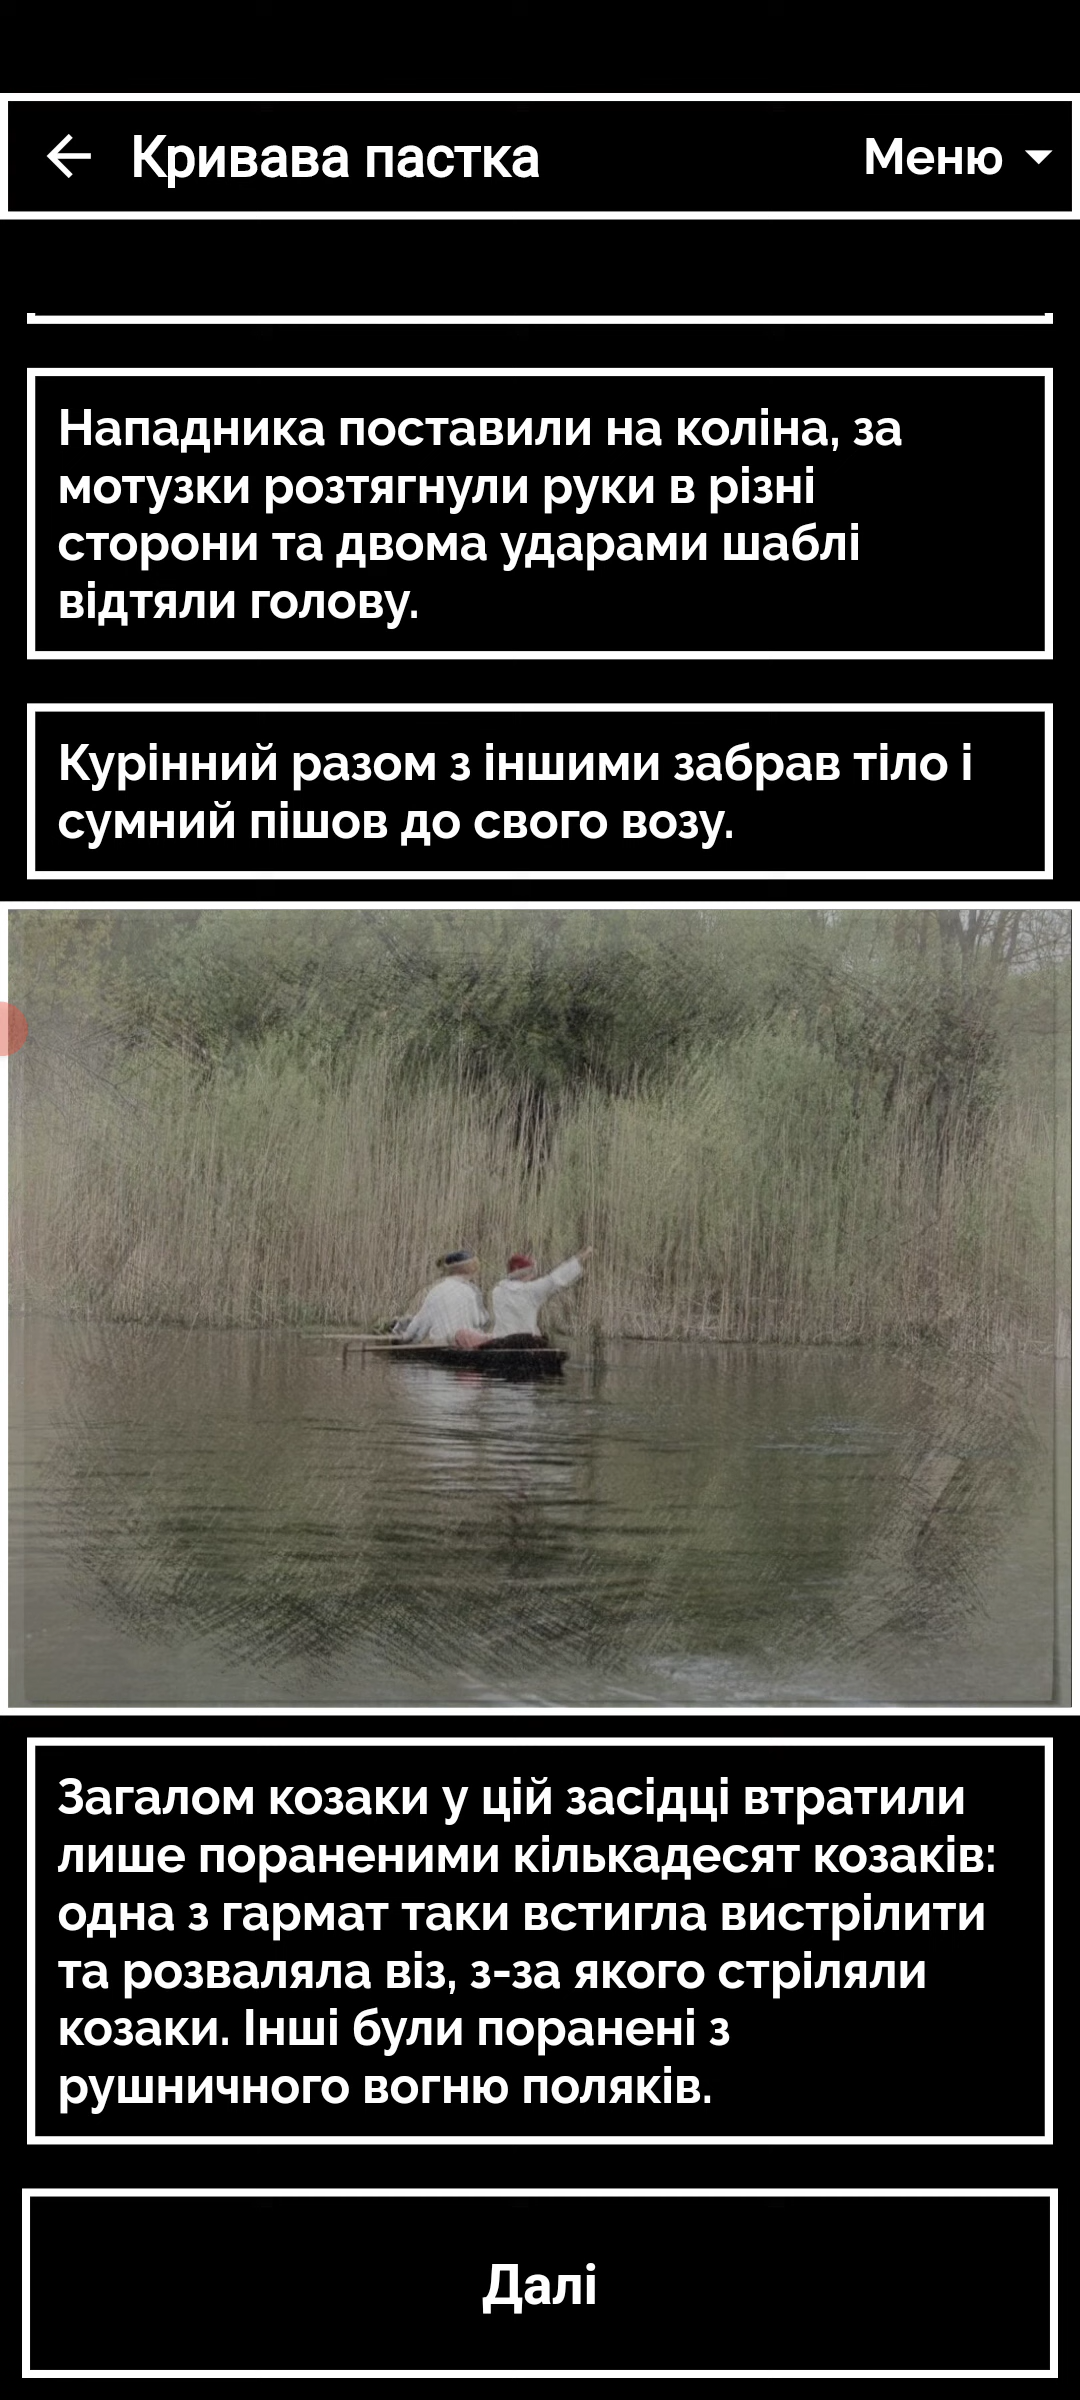 Кривава пастка
Меню
Нападника поставили на коліна, за
мотузки розтягнули руки в різні
сторони та двома ударами шаблі
відтяли голову.
Курінний разом з іншими забрав тіло і
сумний пішов до свого возу.
Загалом козаки у цій засідці втратили
лише пораненими кількадесят козаків:
одна з гармат таки встигла вистрілити
та розваляла віз, з-за якого стріляли
козаки. Інші були поранені з
рушничного вогню поляків.
Далі